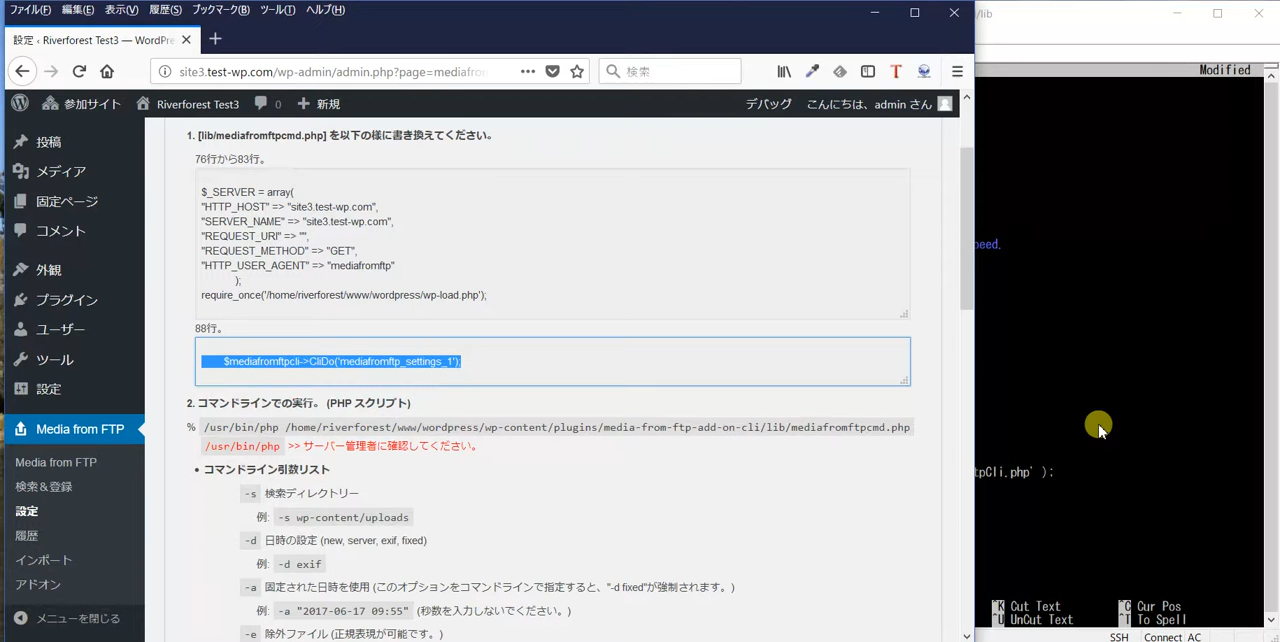 ファイル(F) 編集(E) 表示(V) 履歴(S) ブックマーク(B) ツール(T) ヘルプ(H)
/lib
設定 ‹ Riverforest Test3 — WordPre
site3.test-wp.com/wp-admin/admin.php?page=mediafro
検索
Modified
参加サイト Riverforest Test3 0 新規 デバッグ こんにちは、admin さん
投稿
メディア
固定ページ
コメント
外観
プラグイン
ユーザー
ツール
設定
Media from FTP
Media from FTP
検索＆登録
設定
履歴
インポート
アドオン
メニューを閉じる
1. [lib/mediafromftpcmd.php] を以下の様に書き換えてください。
76行から83行。
$_SERVER = array(
"HTTP_HOST" => "site3.test-wp.com",
"SERVER_NAME" => "site3.test-wp.com",
"REQUEST_URI" => "",
"REQUEST_METHOD" => "GET",
"HTTP_USER_AGENT" => "mediafromftp"
);
require_once('/home/riverforest/www/wordpress/wp-load.php');
88行。
$mediafromftpcli->CliDo('mediafromftp_settings_1');
2. コマンドラインでの実行。 (PHP スクリプト)
% /usr/bin/php /home/riverforest/www/wordpress/wp-content/plugins/media-from-ftp-add-on-cli/lib/mediafromftpcmd.php
/usr/bin/php >> サーバー管理者に確認してください。
• コマンドライン引数リスト
-s 検索ディレクトリー
例: -s wp-content/uploads
-d 日時の設定 (new, server, exif, fixed)
例: -d exif
-a 固定された日時を使用 (このオプションをコマンドラインで指定すると、"-d fixed"が強制されます。)
例: -a "2017-06-17 09:55" (秒数を入力しないでください。)
-e 除外ファイル (正規表現が可能です。)
peed.
tpCli.php' );
^K Cut Text ^C Cur Pos
^U UnCut Text ^T To Spell
SSH Connect AC